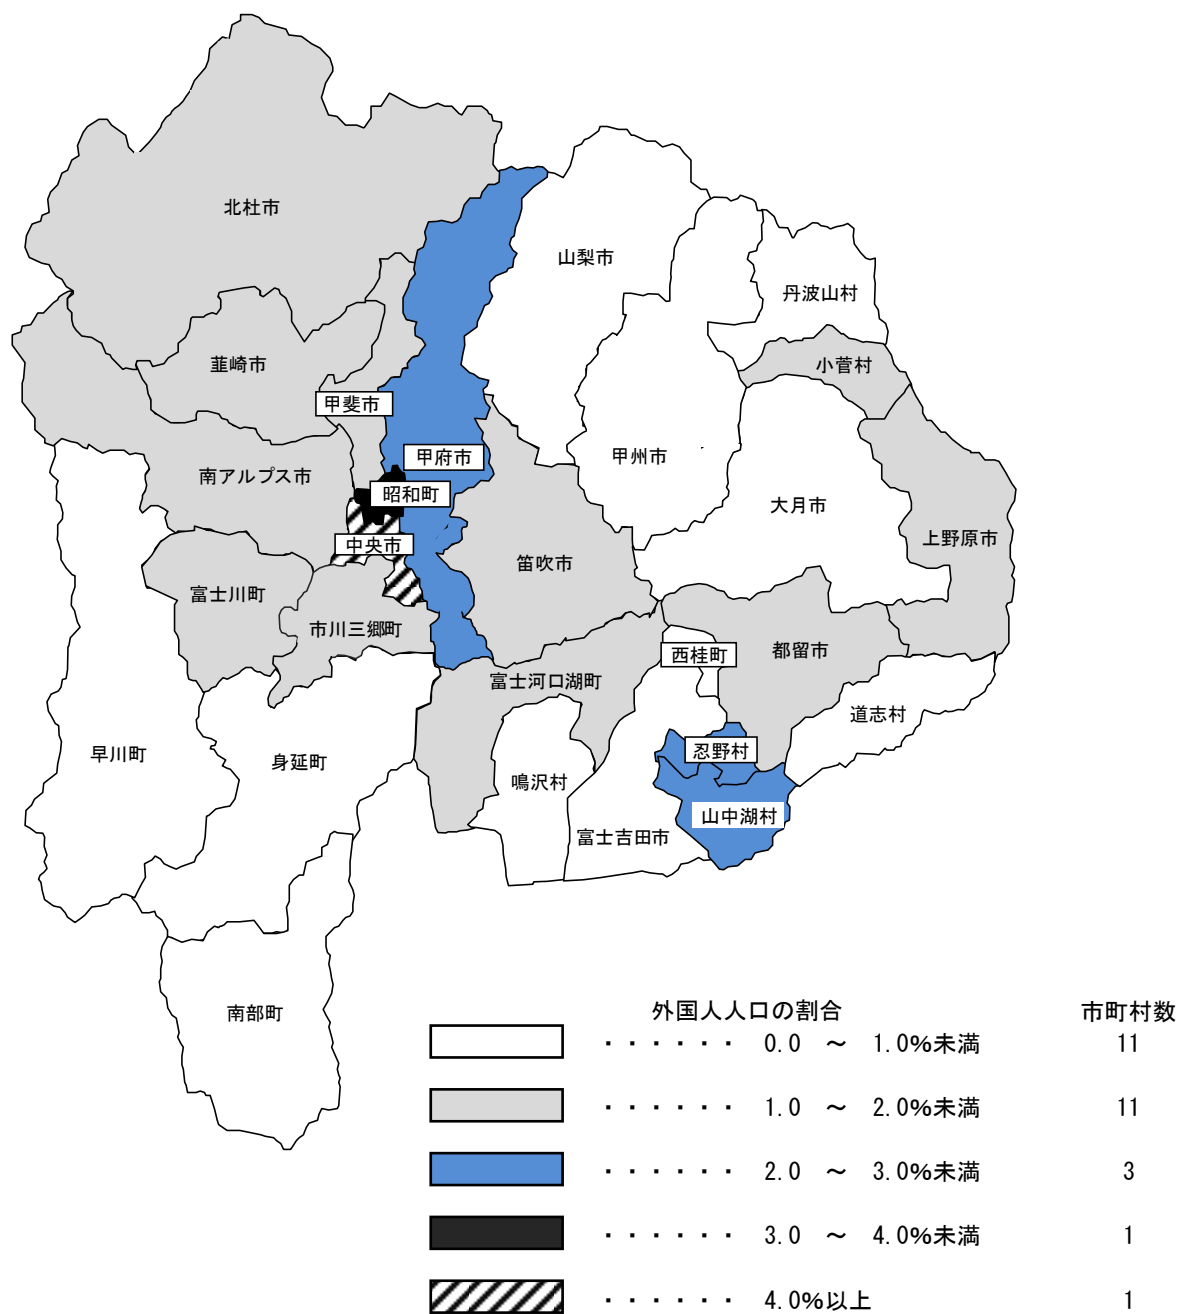 北杜市
山梨市
丹波山村
韮崎市
小菅村
甲斐市
甲府市
甲州市
南アルプス市
昭和町
大月市
中央市
上野原市
笛吹市
富士川町
市川三郷町
西桂町
都留市
富士河口湖町
道志村
早川町
身延町
忍野村
鳴沢村
山中湖村
富士吉田市
南部町
外国人人口の割合 市町村数
・・・・・・ 0.0 ～ 1.0%未満 11
・・・・・・ 1.0 ～ 2.0%未満 11
・・・・・・ 2.0 ～ 3.0%未満 3
・・・・・・ 3.0 ～ 4.0%未満 1
・・・・・・ 4.0%以上 1